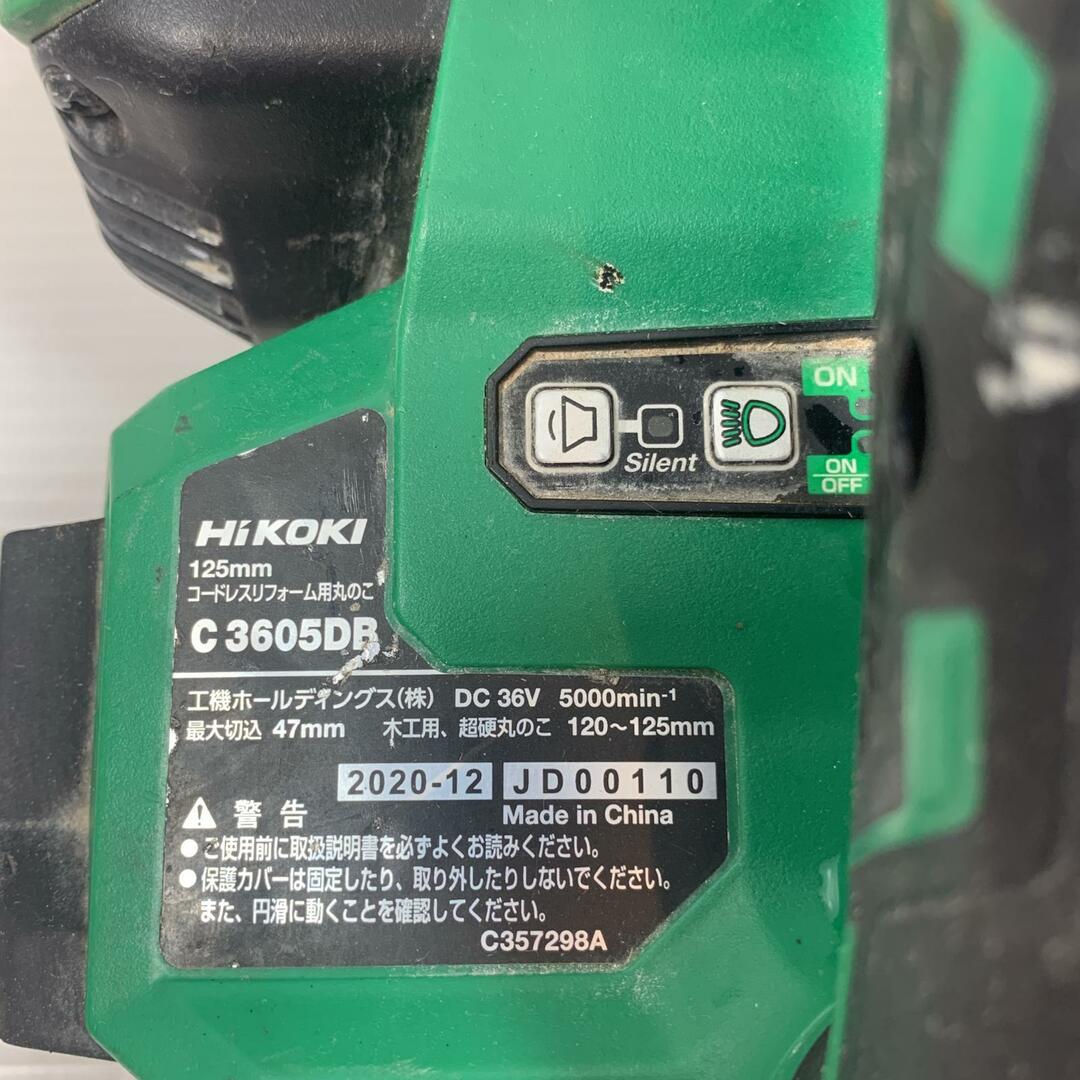 ON
Silent
ON
OFF
HiKOKI
125mm
コードレスリフォーム用丸のこ
C 3605DB
工機ホールディングス(株) DC 36V 5000min⁻¹
最大切込 47mm 木工用、超硬丸のこ 120～125mm
2020-12 JD00110
Made in China
警告
●ご使用前に取扱説明書を必ずよくお読みください。
●保護カバーは固定したり、取り外したりしないでください。
また、円滑に動くことを確認してください。
C357298A